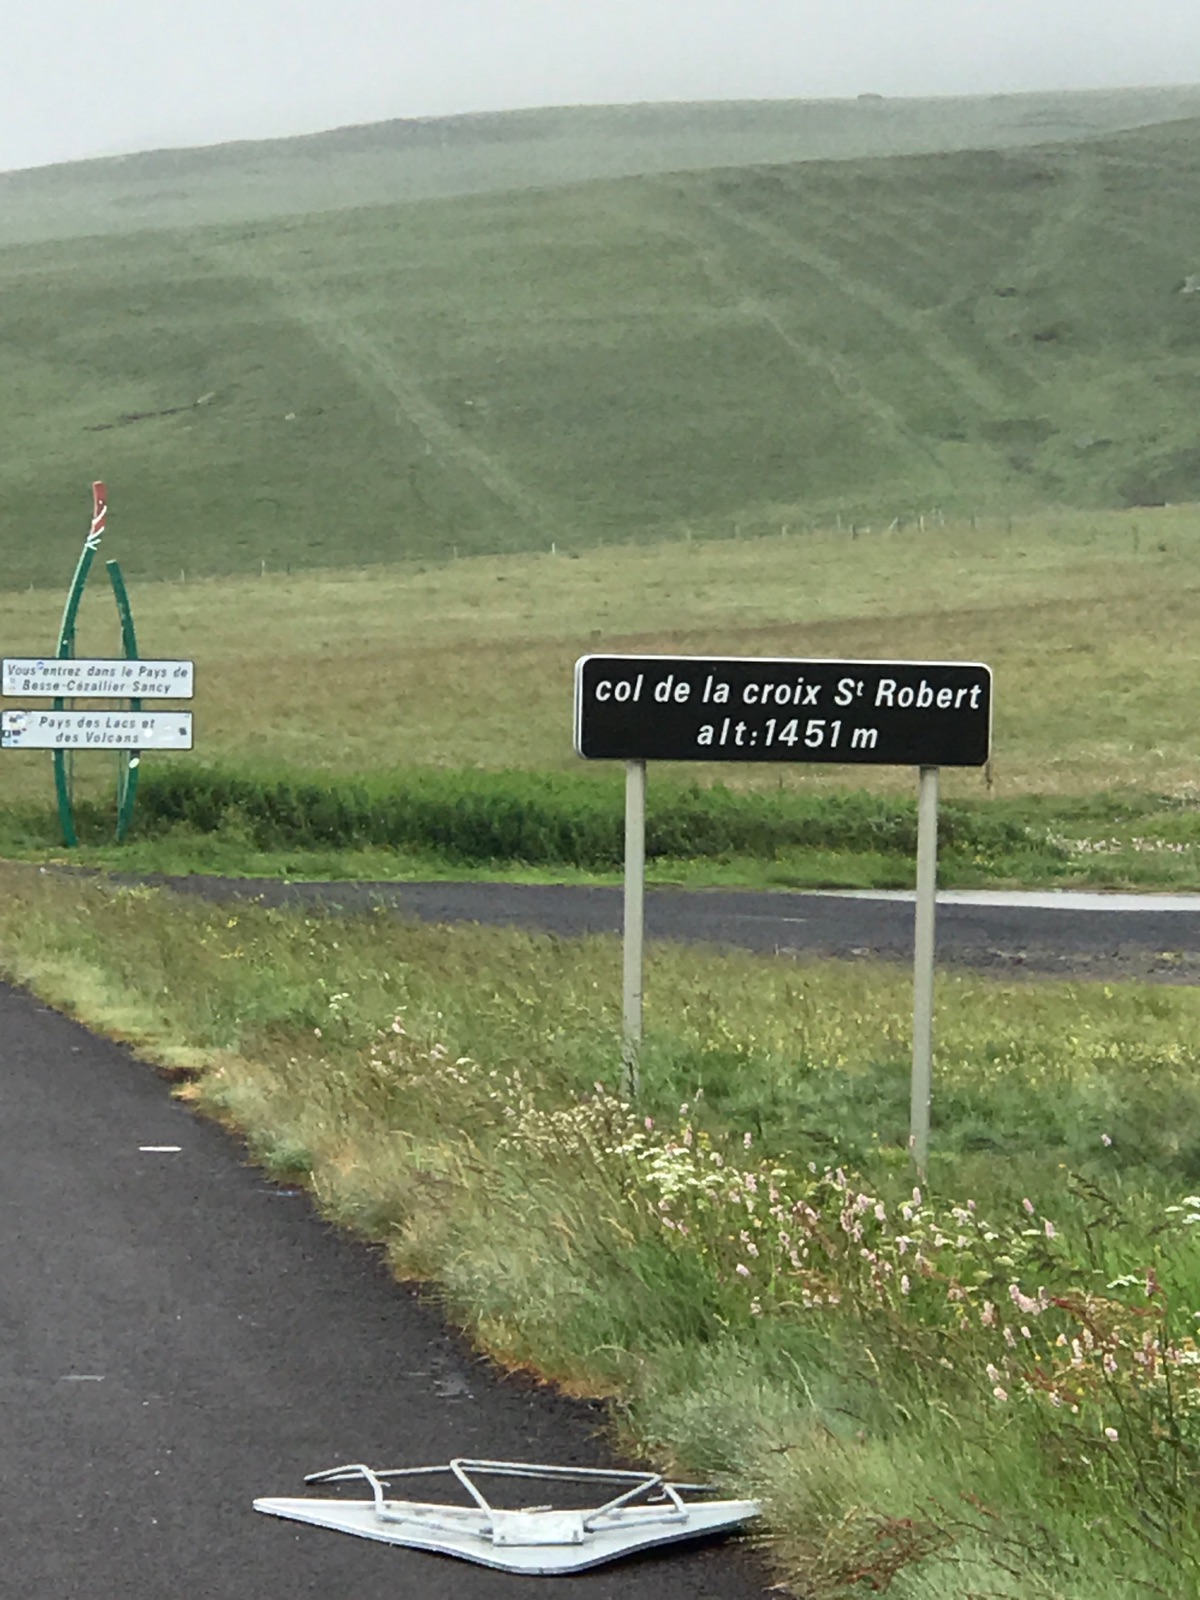 Vous entrez dans le Pays de
Besse-Cézallier Sancy
Pays des Lacs et
des Volcans
col de la croix Sᵗ Robert
alt:1451 m